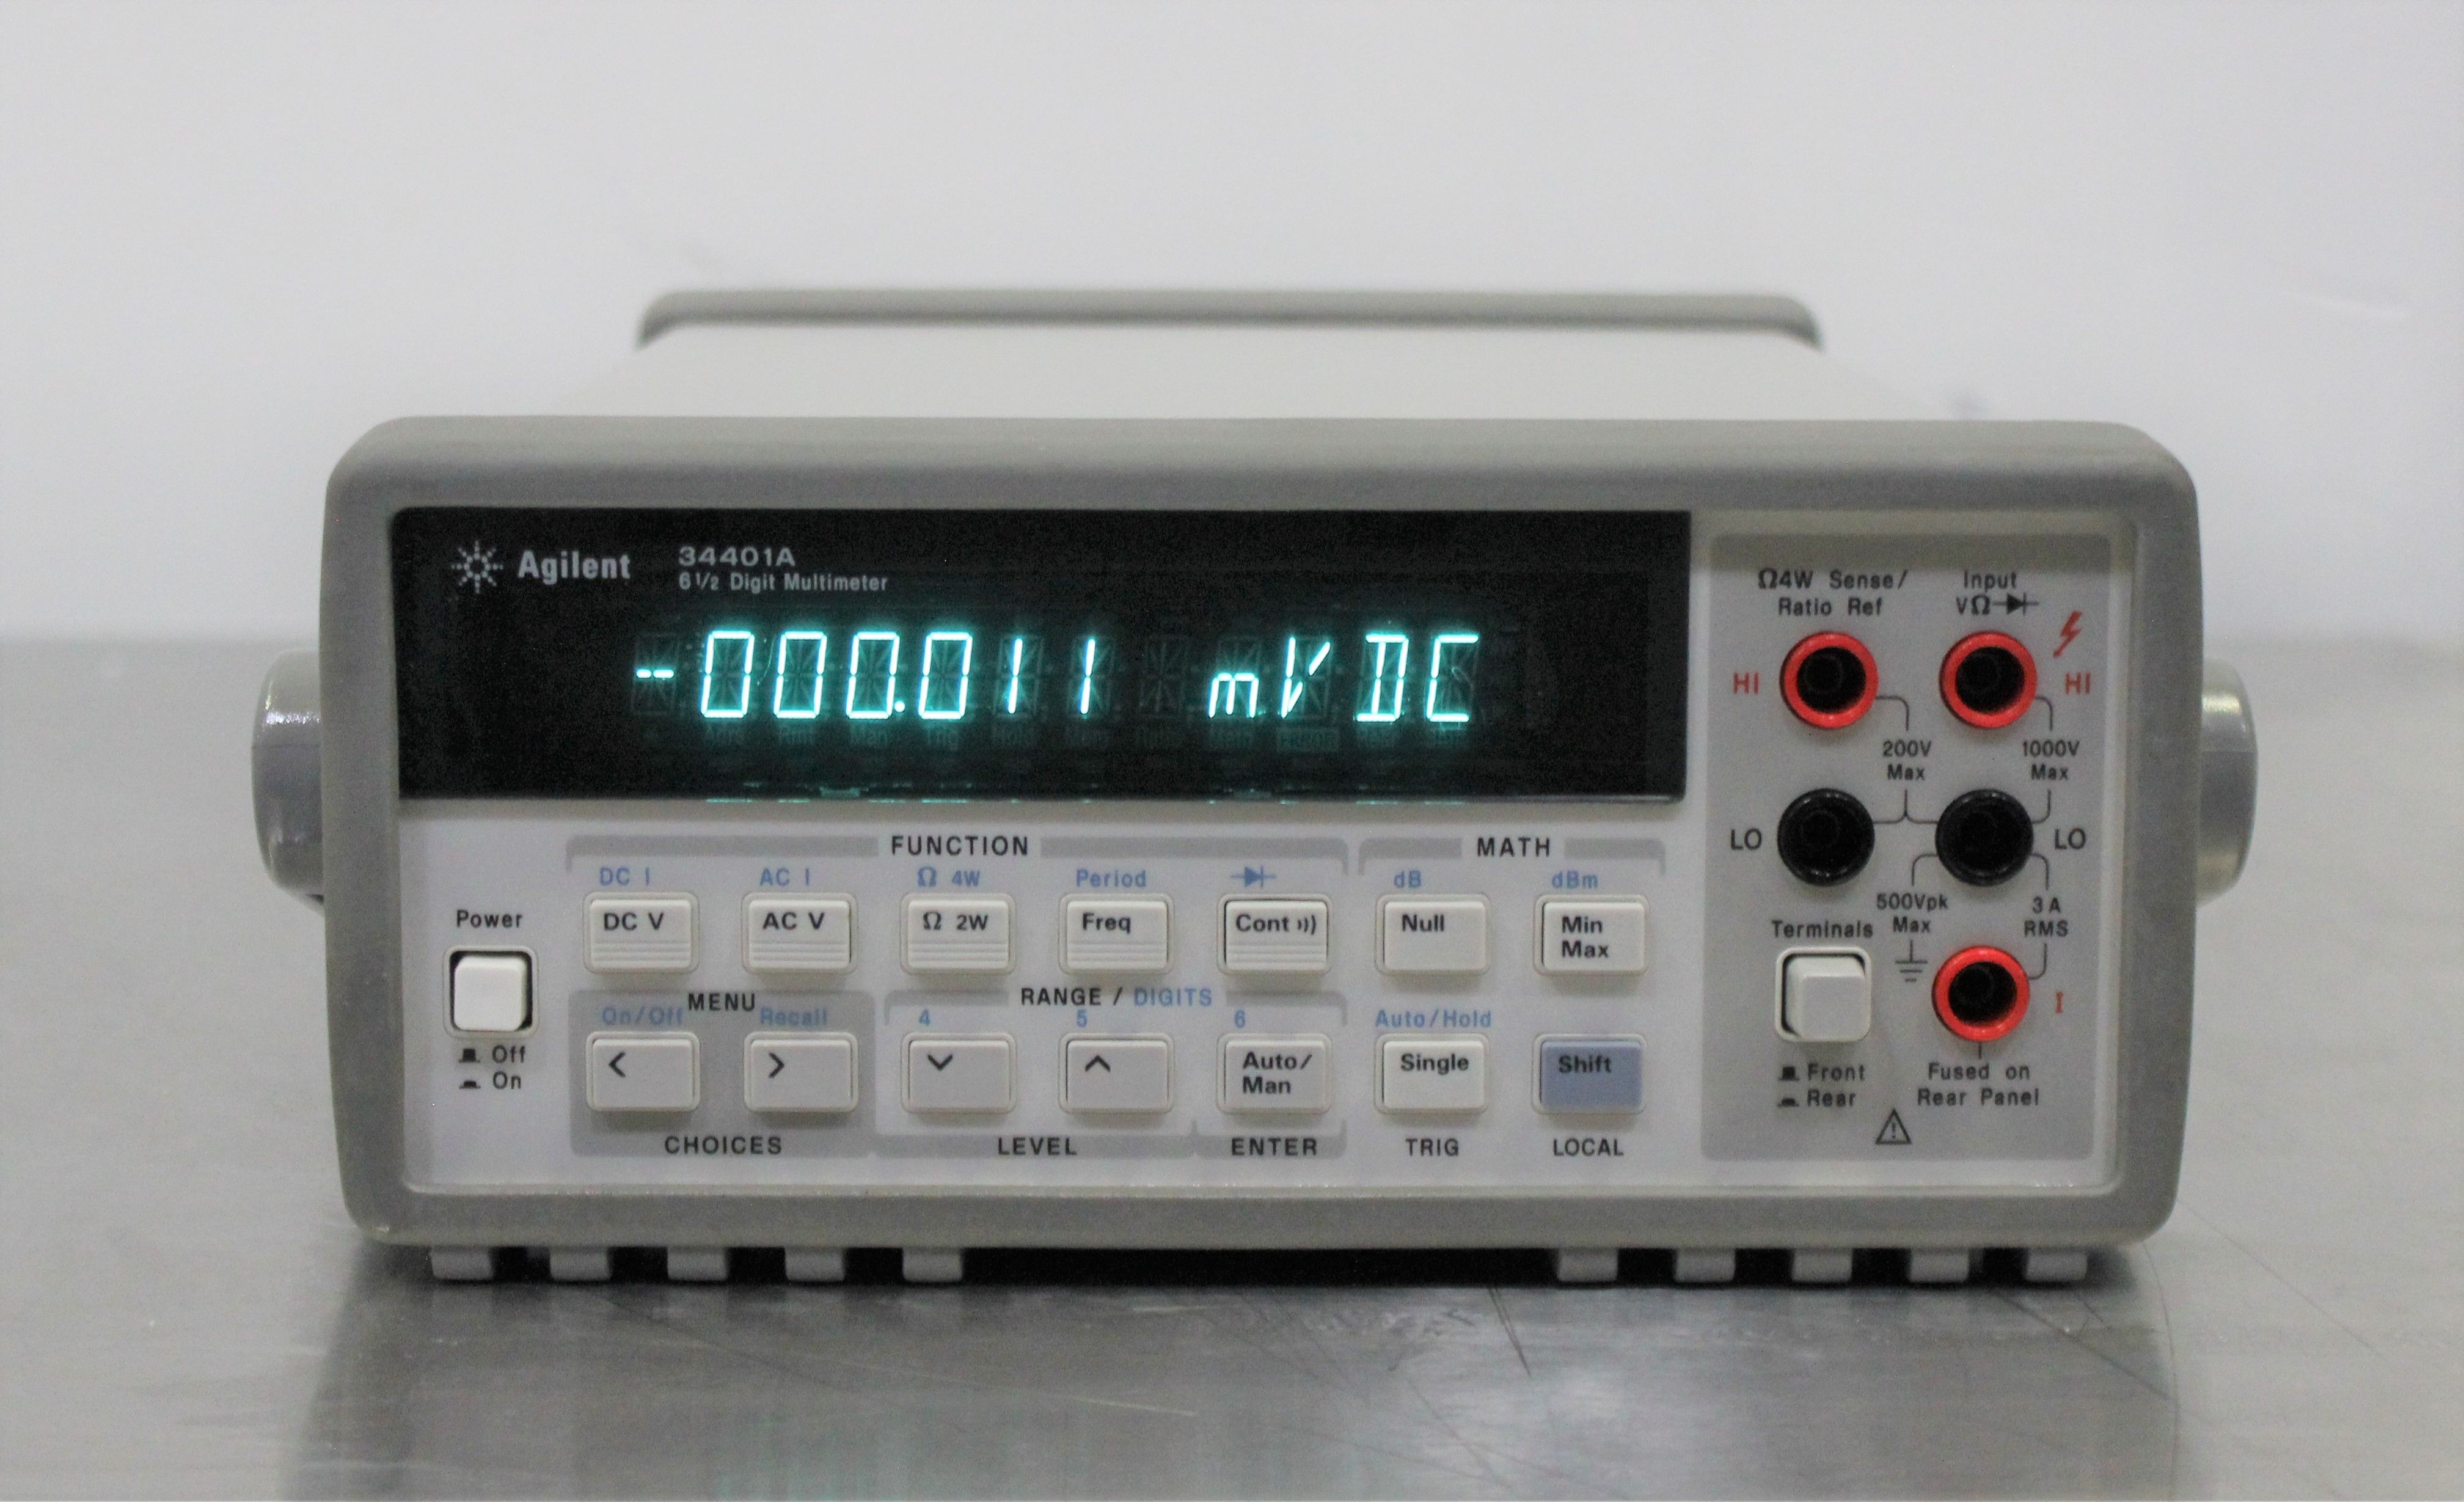 Agilent 34401A
6½ Digit Multimeter
-000.011 mVDC
Ω4W Sense/
Ratio Ref
Input
VΩ
HI
HI
200V
Max
1000V
Max
LO
LO
500Vpk
Max
3A
RMS
Terminals
I
Front
Rear
Fused on
Rear Panel
FUNCTION
MATH
DC I
AC I
Ω 4W
Period
dB
dBm
Power
DC V
AC V
Ω 2W
Freq
Cont
Null
Min
Max
Off
On
MENU
RANGE / DIGITS
On/Off
Recall
4
5
6
Auto/Hold
<
>
Auto/
Man
Single
Shift
CHOICES
LEVEL
ENTER
TRIG
LOCAL